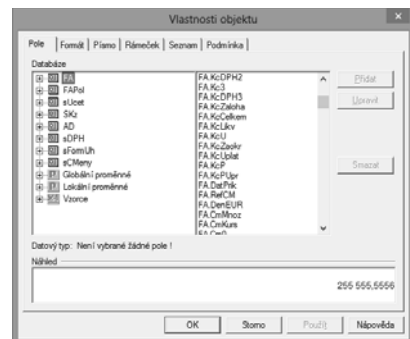 Vlastnosti objektu
Pole Formát Písmo Rámeček Seznam Podmínka
Databáze
FA
FAPol
sUcet
SKz
AD
sDPH
sFormUh
sCMeny
Globální proměnné
Lokální proměnné
Vzorce
FA.KcDPH2
FA.Kc3
FA.KcDPH3
FA.KcZaloha
FA.KcCelkem
FA.KcLikv
FA.KcU
FA.KcZaokr
FA.KcUplat
FA.KcP
FA.KcPUpr
FA.DatPrik
FA.RefCM
FA.DenEUR
FA.CmMnoz
FA.CmKurs
Přidat
Upravit
Smazat
Datový typ: Není vybrané žádné pole !
Náhled
255 555,5556
OK Storno Použít Nápověda